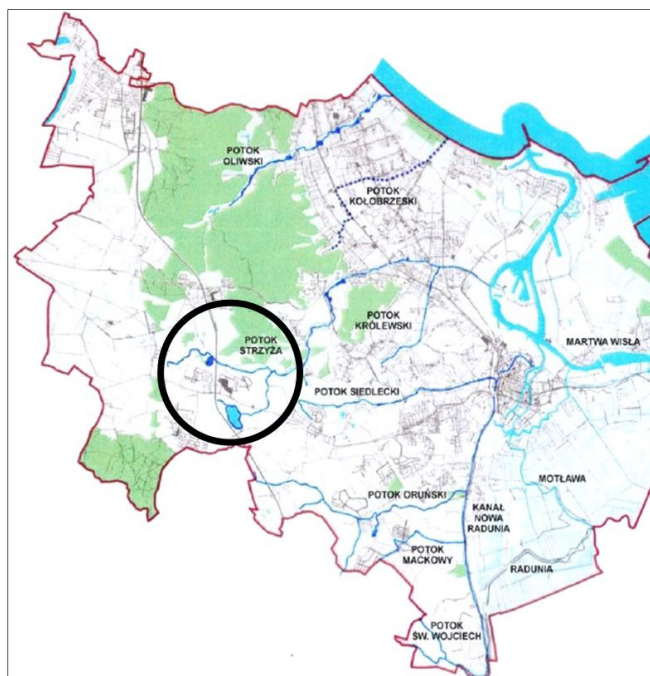 POTOK
OLIWSKI
POTOK
KOŁOBRZESKI
POTOK
STRZYŻA
POTOK
KRÓLEWSKI
MARTWA WISŁA
POTOK SIEDLECKI
POTOK ORUŃSKI
MOTŁAWA
KANAŁ
NOWA
RADUNIA
POTOK
MAĆKOWY
RADUNIA
POTOK
ŚW. WOJCIECH